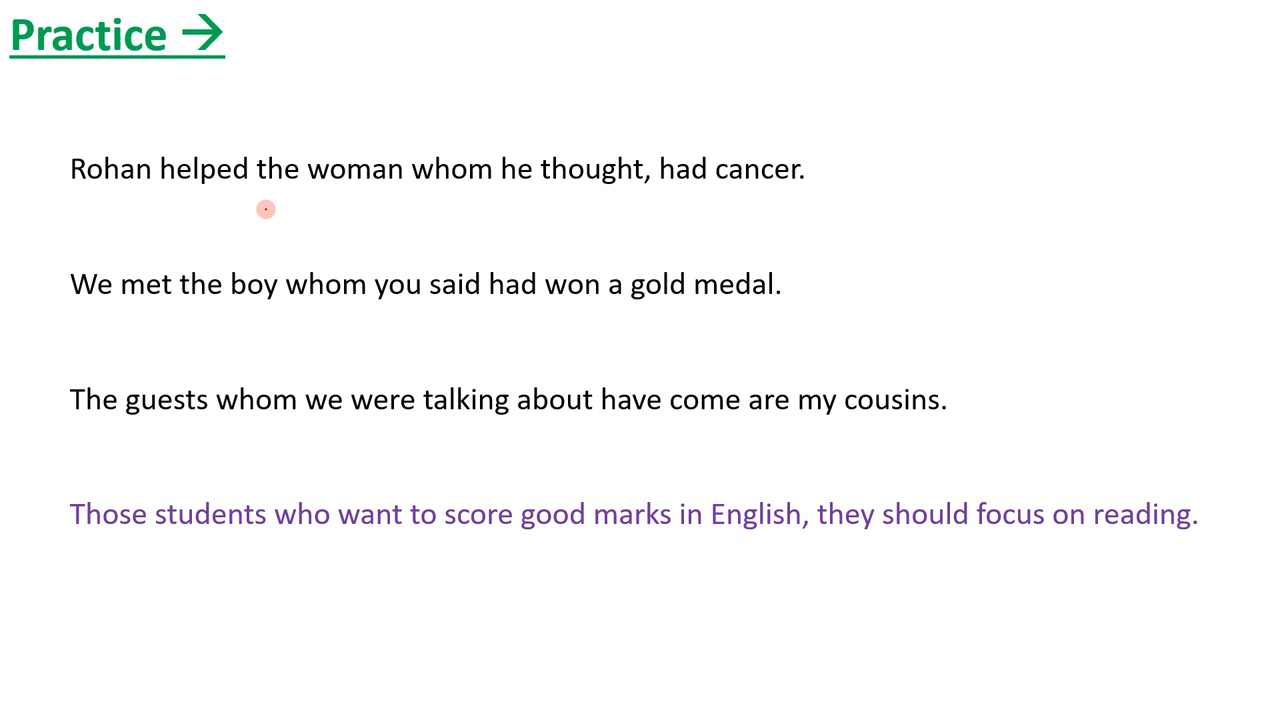 Practice →
Rohan helped the woman whom he thought, had cancer.
We met the boy whom you said had won a gold medal.
The guests whom we were talking about have come are my cousins.
Those students who want to score good marks in English, they should focus on reading.